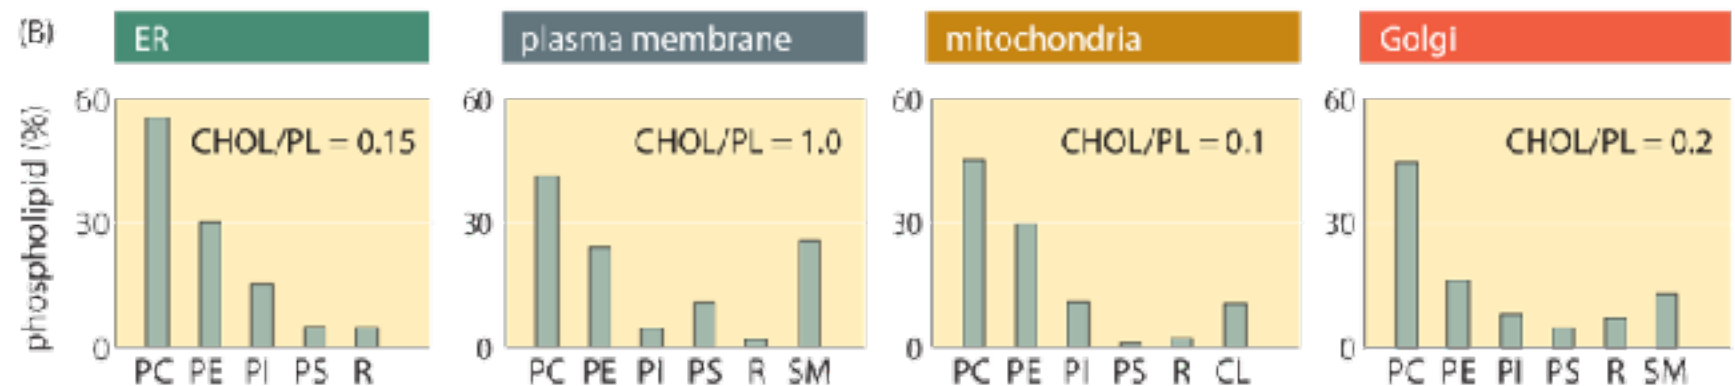 (B)
ER
plasma membrane
mitochondria
Golgi
phospholipid (%)
60
30
0
CHOL/PL = 0.15
PC PE PI PS R
60
30
0
CHOL/PL = 1.0
PC PE PI PS R SM
60
30
0
CHOL/PL = 0.1
PC PE PI PS R CL
60
30
0
CHOL/PL = 0.2
PC PE PI PS R SM